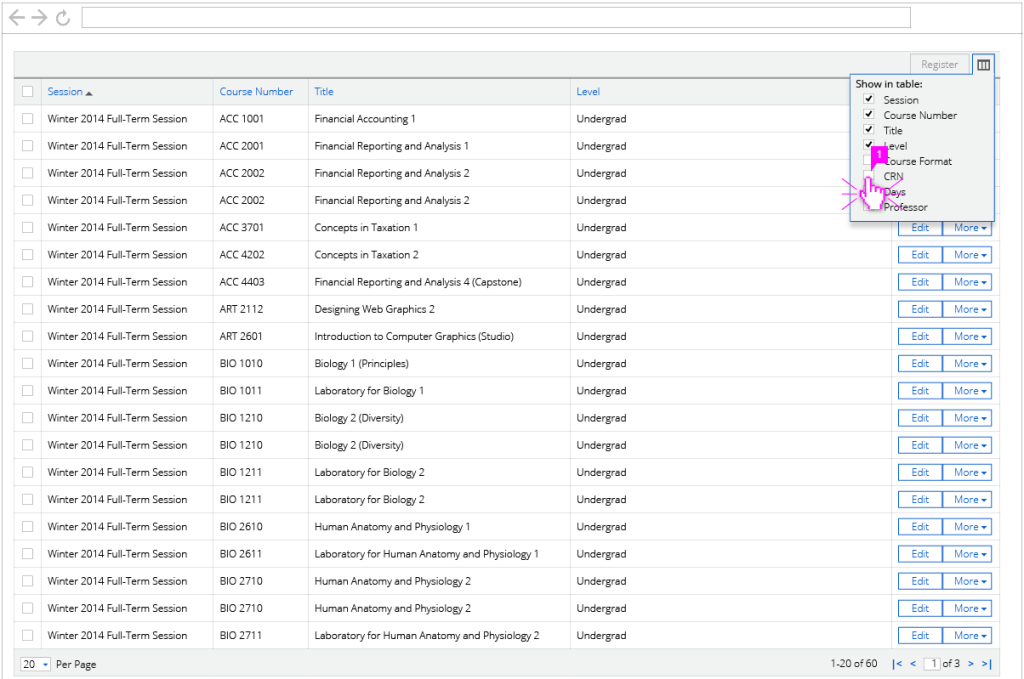 Register
Show in table:
Session
Course Number
Title
Level
1
Course Format
CRN
Days
Professor
Session Course Number Title Level
Winter 2014 Full-Term Session ACC 1001 Financial Accounting 1 Undergrad
Winter 2014 Full-Term Session ACC 2001 Financial Reporting and Analysis 1 Undergrad
Winter 2014 Full-Term Session ACC 2002 Financial Reporting and Analysis 2 Undergrad
Winter 2014 Full-Term Session ACC 2002 Financial Reporting and Analysis 2 Undergrad
Winter 2014 Full-Term Session ACC 3701 Concepts in Taxation 1 Undergrad Edit More
Winter 2014 Full-Term Session ACC 4202 Concepts in Taxation 2 Undergrad Edit More
Winter 2014 Full-Term Session ACC 4403 Financial Reporting and Analysis 4 (Capstone) Undergrad Edit More
Winter 2014 Full-Term Session ART 2112 Designing Web Graphics 2 Undergrad Edit More
Winter 2014 Full-Term Session ART 2601 Introduction to Computer Graphics (Studio) Undergrad Edit More
Winter 2014 Full-Term Session BIO 1010 Biology 1 (Principles) Undergrad Edit More
Winter 2014 Full-Term Session BIO 1011 Laboratory for Biology 1 Undergrad Edit More
Winter 2014 Full-Term Session BIO 1210 Biology 2 (Diversity) Undergrad Edit More
Winter 2014 Full-Term Session BIO 1210 Biology 2 (Diversity) Undergrad Edit More
Winter 2014 Full-Term Session BIO 1211 Laboratory for Biology 2 Undergrad Edit More
Winter 2014 Full-Term Session BIO 1211 Laboratory for Biology 2 Undergrad Edit More
Winter 2014 Full-Term Session BIO 2610 Human Anatomy and Physiology 1 Undergrad Edit More
Winter 2014 Full-Term Session BIO 2611 Laboratory for Human Anatomy and Physiology 1 Undergrad Edit More
Winter 2014 Full-Term Session BIO 2710 Human Anatomy and Physiology 2 Undergrad Edit More
Winter 2014 Full-Term Session BIO 2710 Human Anatomy and Physiology 2 Undergrad Edit More
Winter 2014 Full-Term Session BIO 2711 Laboratory for Human Anatomy and Physiology 2 Undergrad Edit More
20 Per Page 1-20 of 60 |< < 1 of 3 > >|